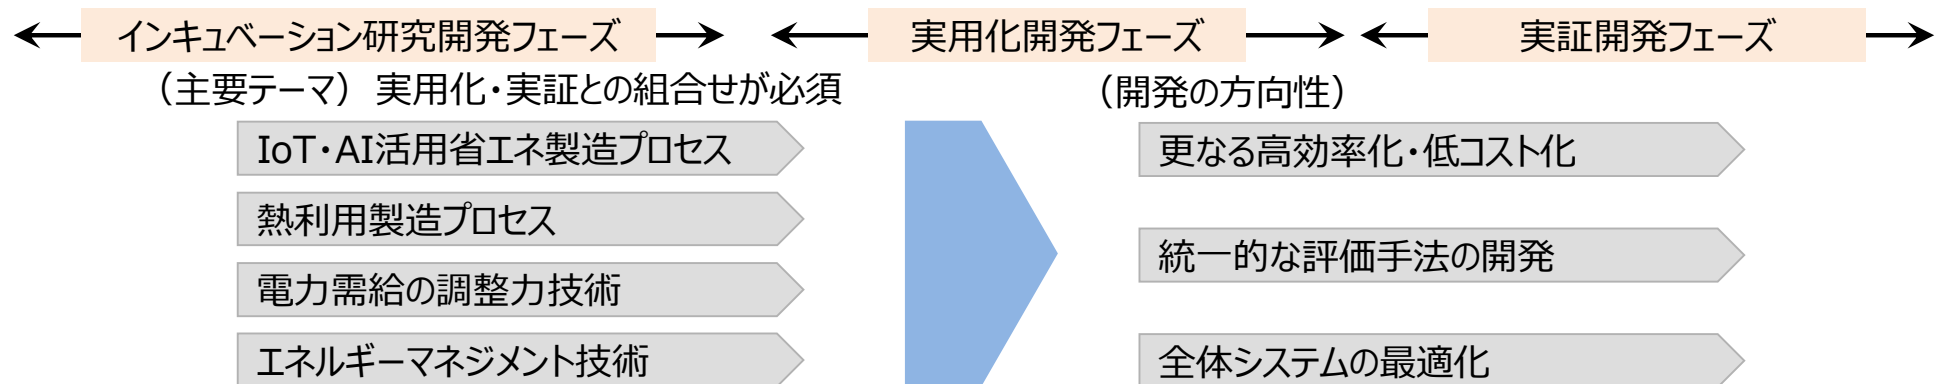 インキュベーション研究開発フェーズ
実用化開発フェーズ
実証開発フェーズ
（主要テーマ）実用化・実証との組合せが必須
（開発の方向性）
IoT・AI活用省エネ製造プロセス
熱利用製造プロセス
電力需給の調整力技術
エネルギーマネジメント技術
更なる高効率化・低コスト化
統一的な評価手法の開発
全体システムの最適化